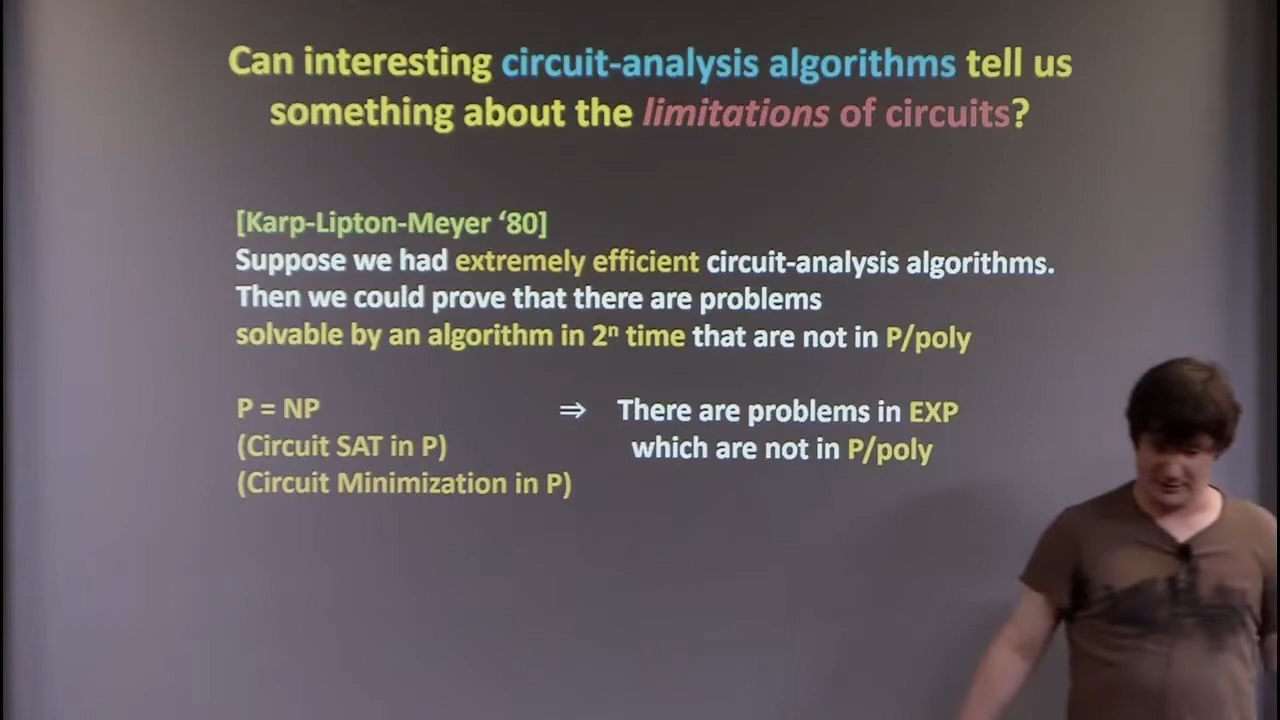 Can interesting circuit-analysis algorithms tell us
something about the limitations of circuits?
[Karp-Lipton-Meyer ‘80]
Suppose we had extremely efficient circuit-analysis algorithms.
Then we could prove that there are problems
solvable by an algorithm in 2ⁿ time that are not in P/poly
P = NP ⇒ There are problems in EXP
(Circuit SAT in P) which are not in P/poly
(Circuit Minimization in P)